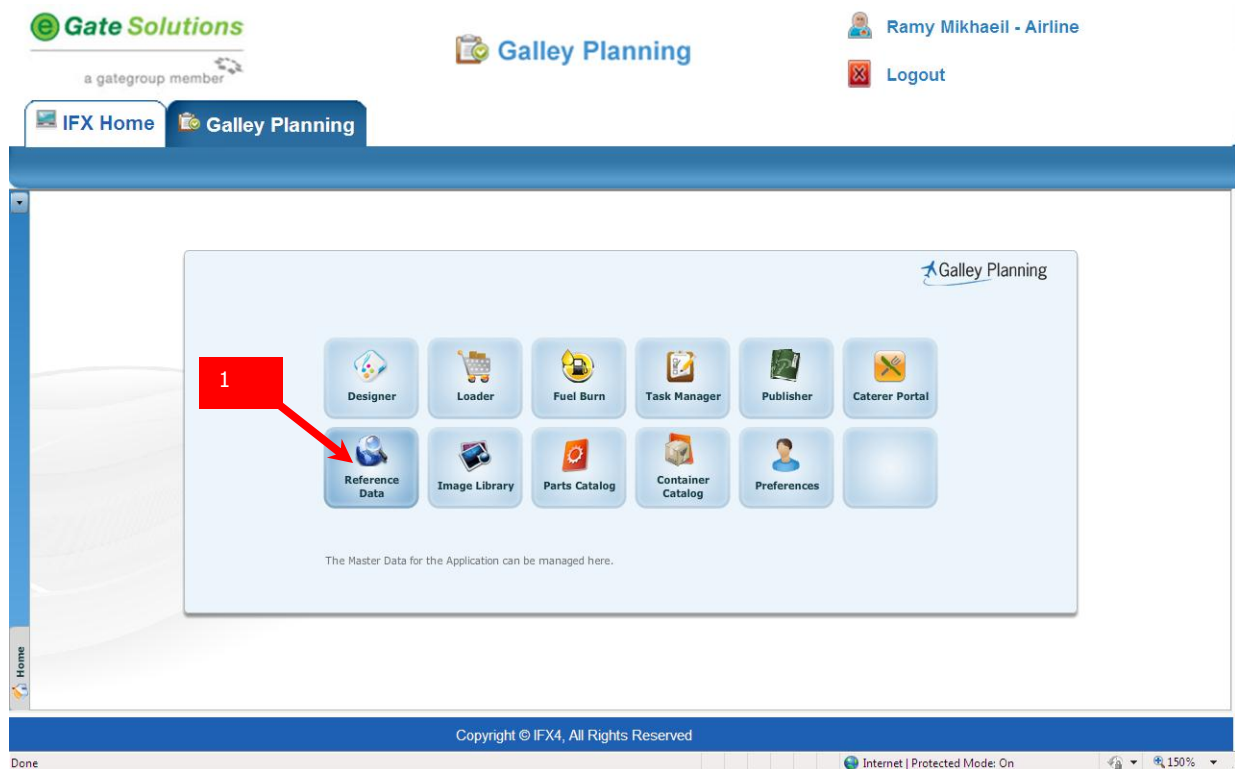 e Gate Solutions
a gategroup member
Galley Planning
Ramy Mikhaeil - Airline
Logout
IFX Home
Galley Planning
Galley Planning
1
Designer
Loader
Fuel Burn
Task Manager
Publisher
Caterer Portal
Reference
Data
Image Library
Parts Catalog
Container
Catalog
Preferences
The Master Data for the Application can be managed here.
Home
Copyright © IFX4, All Rights Reserved
Done
Internet | Protected Mode: On
150%